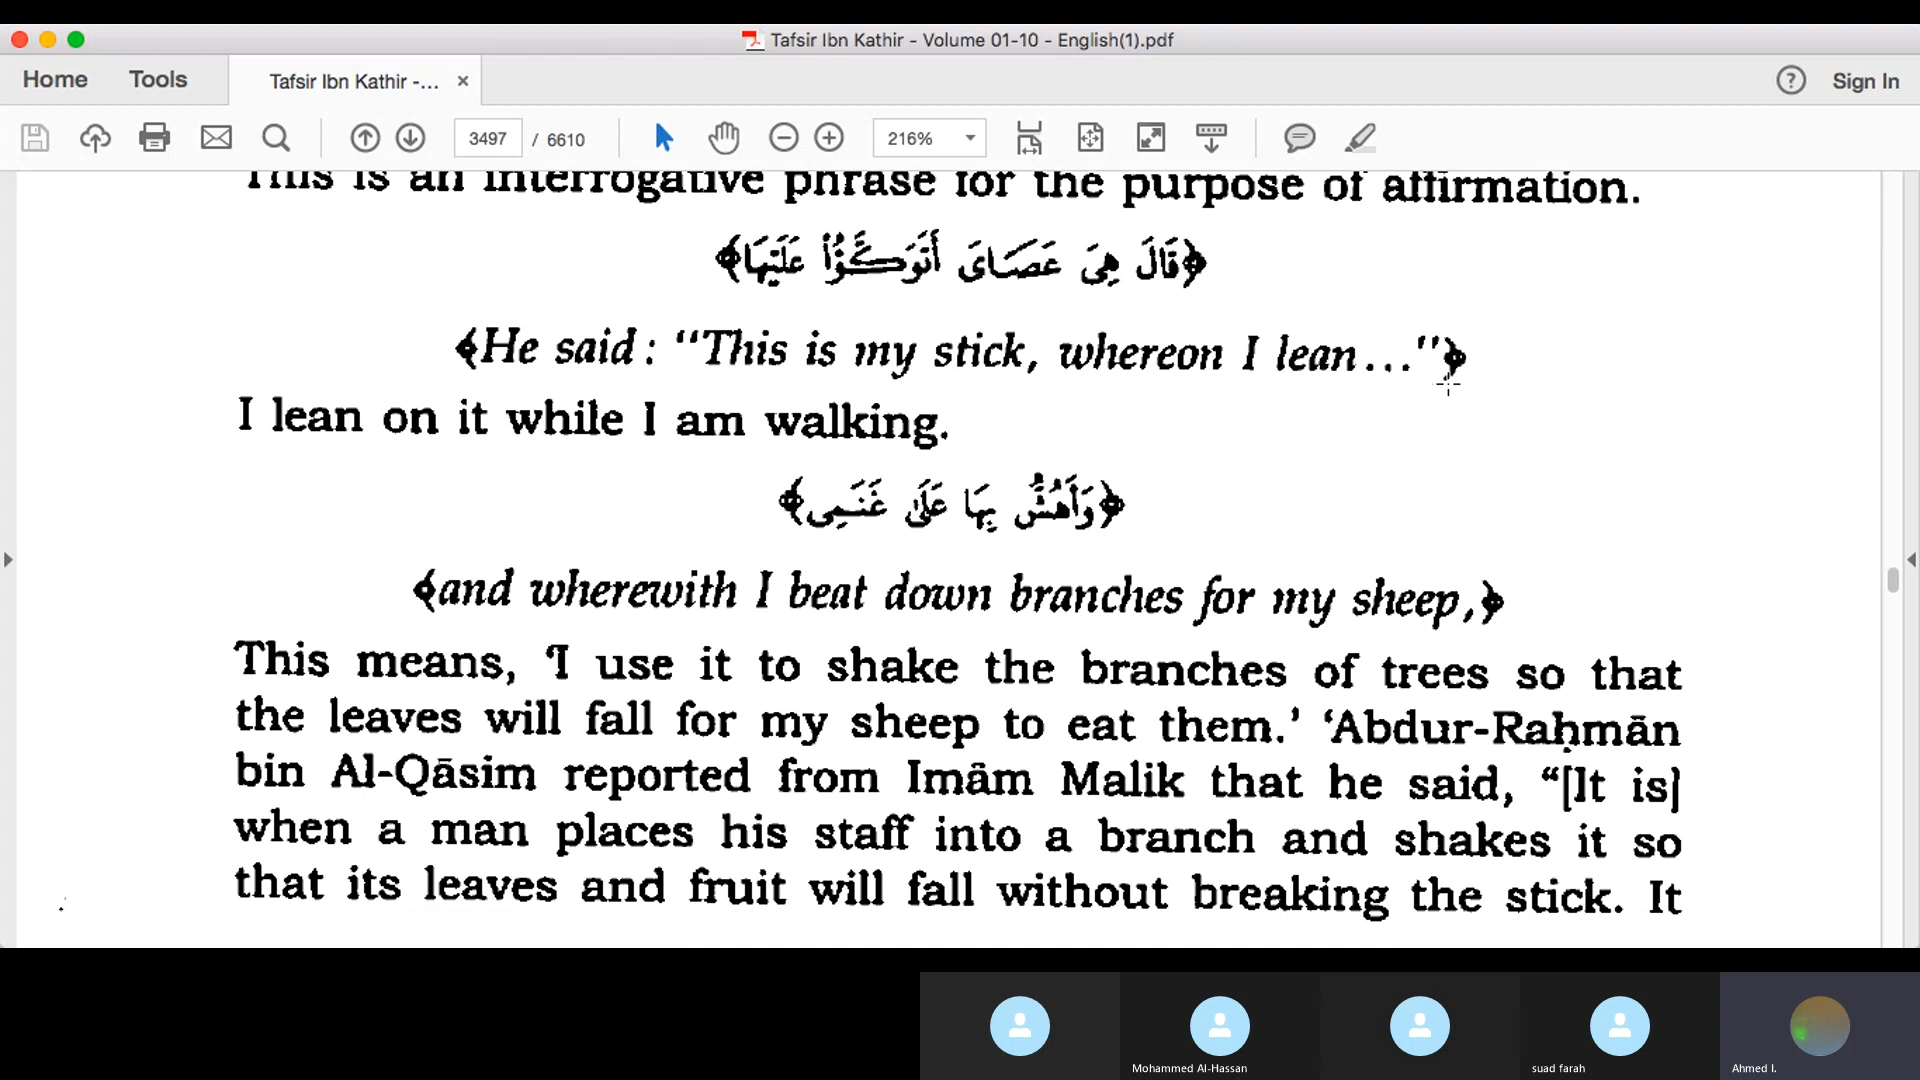 Tafsir Ibn Kathir - Volume 01-10 - English(1).pdf
Home Tools Tafsir Ibn Kathir -... × ? Sign In
3497 / 6610 216%
This is an interrogative phrase for the purpose of affirmation.
﴿قَالَ هِىَ عَصَاىَ أَتَوَكَّؤُا عَلَيْهَا﴾
﴾He said: "This is my stick, whereon I lean..."﴿
I lean on it while I am walking.
﴿وَأَهُشُّ بِهَا عَلَى غَنَمِى﴾
﴾and wherewith I beat down branches for my sheep,﴿
This means, 'I use it to shake the branches of trees so that
the leaves will fall for my sheep to eat them.' 'Abdur-Raḥmān
bin Al-Qāsim reported from Imām Malik that he said, "[It is]
when a man places his staff into a branch and shakes it so
that its leaves and fruit will fall without breaking the stick. It
Mohammed Al-Hassan
suad farah
Ahmed I.